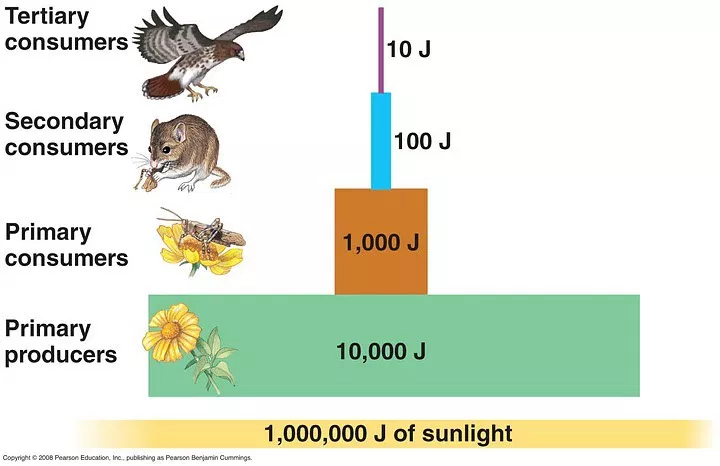 Tertiary
consumers
10 J
Secondary
consumers
100 J
Primary
consumers
1,000 J
Primary
producers
10,000 J
1,000,000 J of sunlight
Copyright © 2008 Pearson Education, Inc., publishing as Pearson Benjamin Cummings.